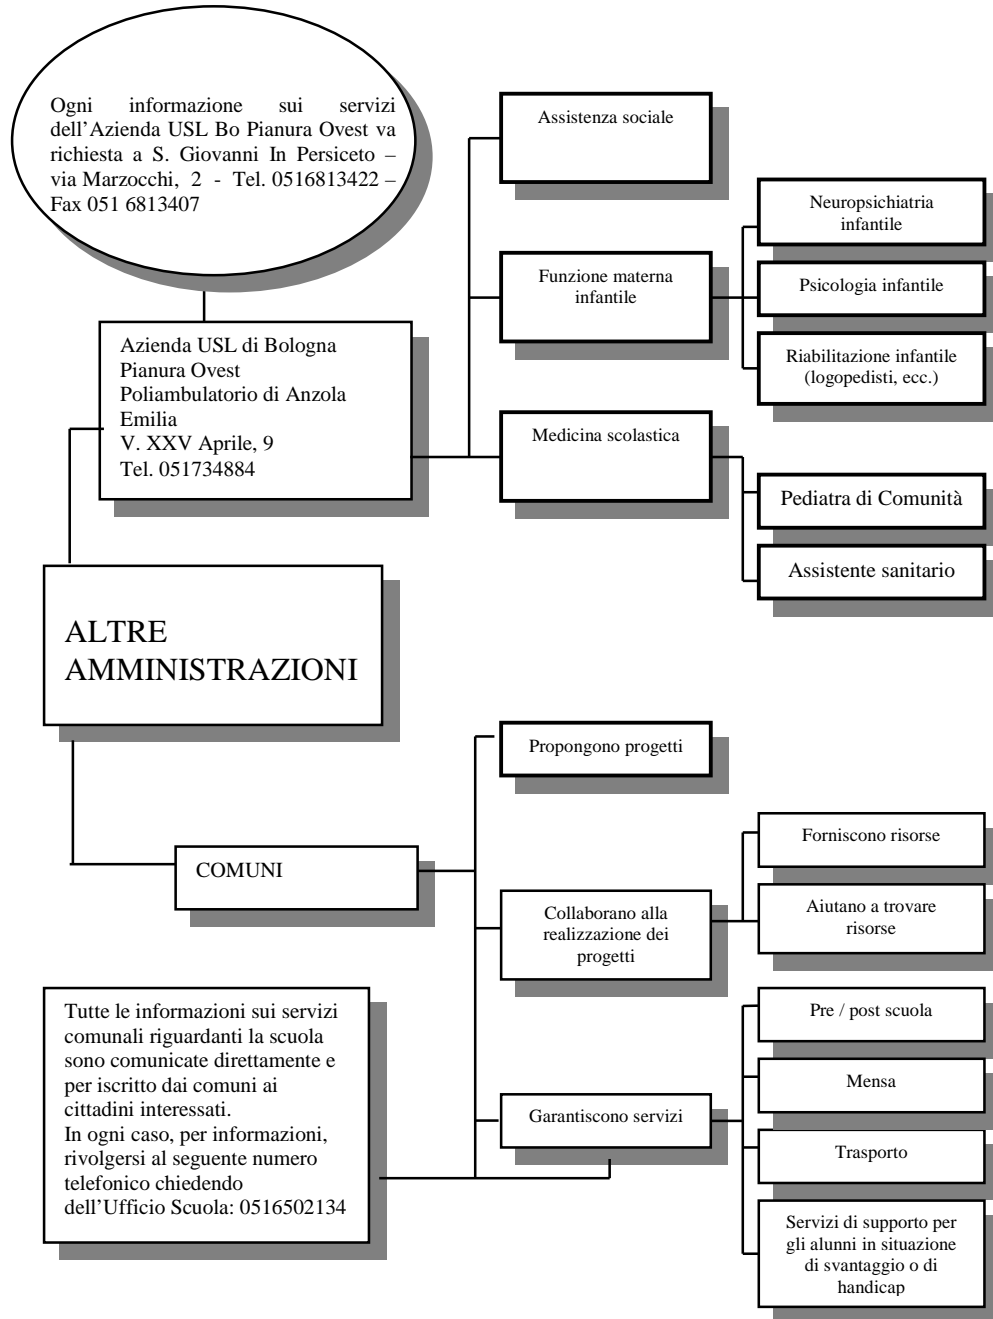 Ogni informazione sui servizi
dell’Azienda USL Bo Pianura Ovest va
richiesta a S. Giovanni In Persiceto –
via Marzocchi, 2 - Tel. 0516813422 –
Fax 051 6813407
Assistenza sociale
Neuropsichiatria
infantile
Funzione materna
infantile
Psicologia infantile
Riabilitazione infantile
(logopedisti, ecc.)
Azienda USL di Bologna
Pianura Ovest
Poliambulatorio di Anzola
Emilia
V. XXV Aprile, 9
Tel. 051734884
Medicina scolastica
Pediatra di Comunità
Assistente sanitario
ALTRE
AMMINISTRAZIONI
Propongono progetti
COMUNI
Forniscono risorse
Collaborano alla
realizzazione dei
progetti
Aiutano a trovare
risorse
Tutte le informazioni sui servizi
comunali riguardanti la scuola
sono comunicate direttamente e
per iscritto dai comuni ai
cittadini interessati.
In ogni caso, per informazioni,
rivolgersi al seguente numero
telefonico chiedendo
dell’Ufficio Scuola: 0516502134
Garantiscono servizi
Pre / post scuola
Mensa
Trasporto
Servizi di supporto per
gli alunni in situazione
di svantaggio o di
handicap